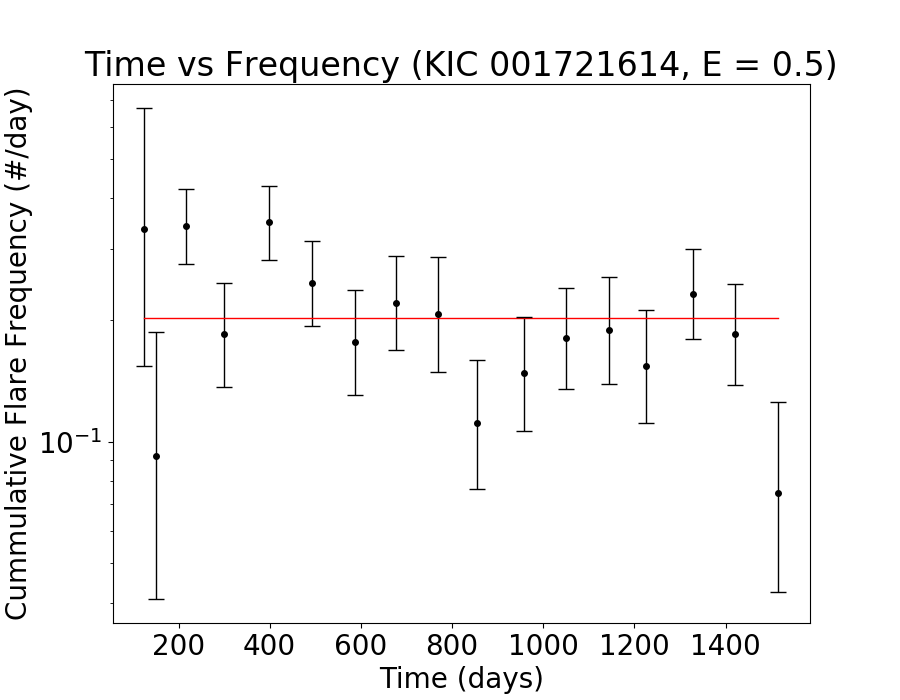 Time vs Frequency (KIC 001721614, E = 0.5)
Cummulative Flare Frequency (#/day)
10⁻¹
200 400 600 800 1000 1200 1400
Time (days)